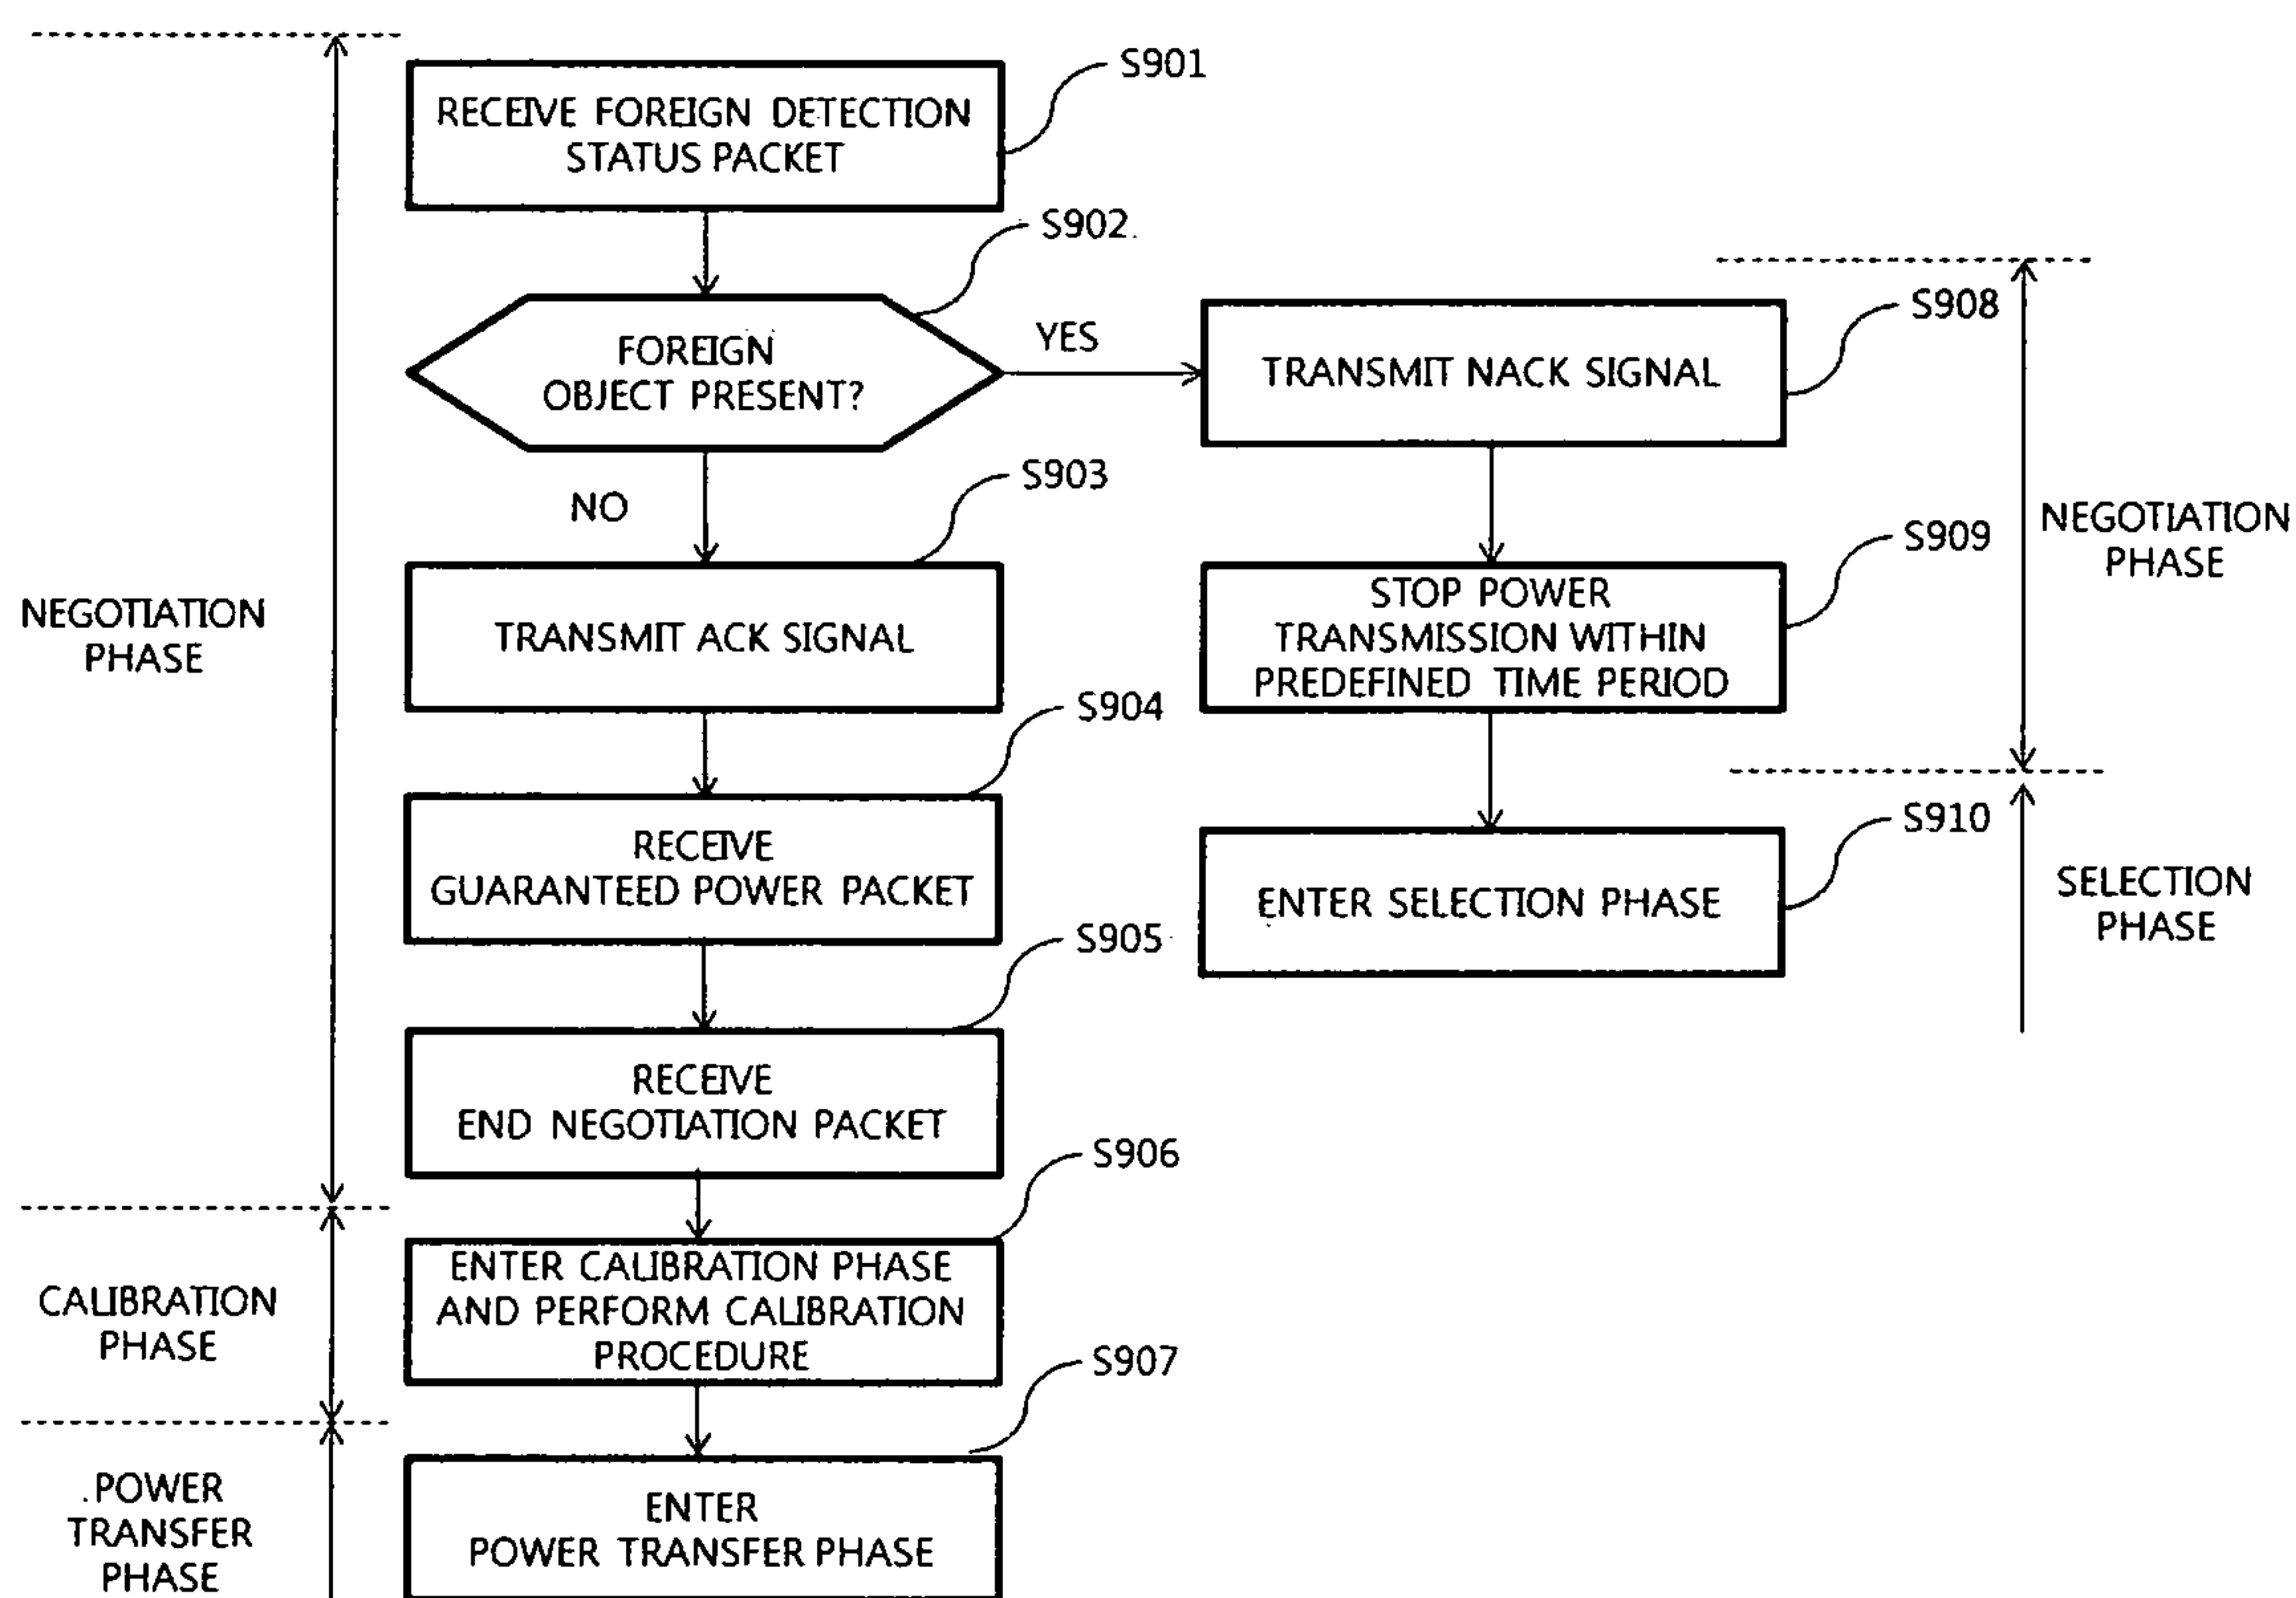 S901
RECEIVE FOREIGN DETECTION
STATUS PACKET
S902
FOREIGN
OBJECT PRESENT?
YES
NO
S908
TRANSMIT NACK SIGNAL
S903
TRANSMIT ACK SIGNAL
S909
STOP POWER
TRANSMISSION WITHIN
PREDEFINED TIME PERIOD
NEGOTIATION
PHASE
NEGOTIATION
PHASE
S904
RECEIVE
GUARANTEED POWER PACKET
S910
ENTER SELECTION PHASE
SELECTION
PHASE
S905
RECEIVE
END NEGOTIATION PACKET
S906
ENTER CALIBRATION PHASE
AND PERFORM CALIBRATION
PROCEDURE
CALIBRATION
PHASE
S907
ENTER
POWER TRANSFER PHASE
POWER
TRANSFER
PHASE